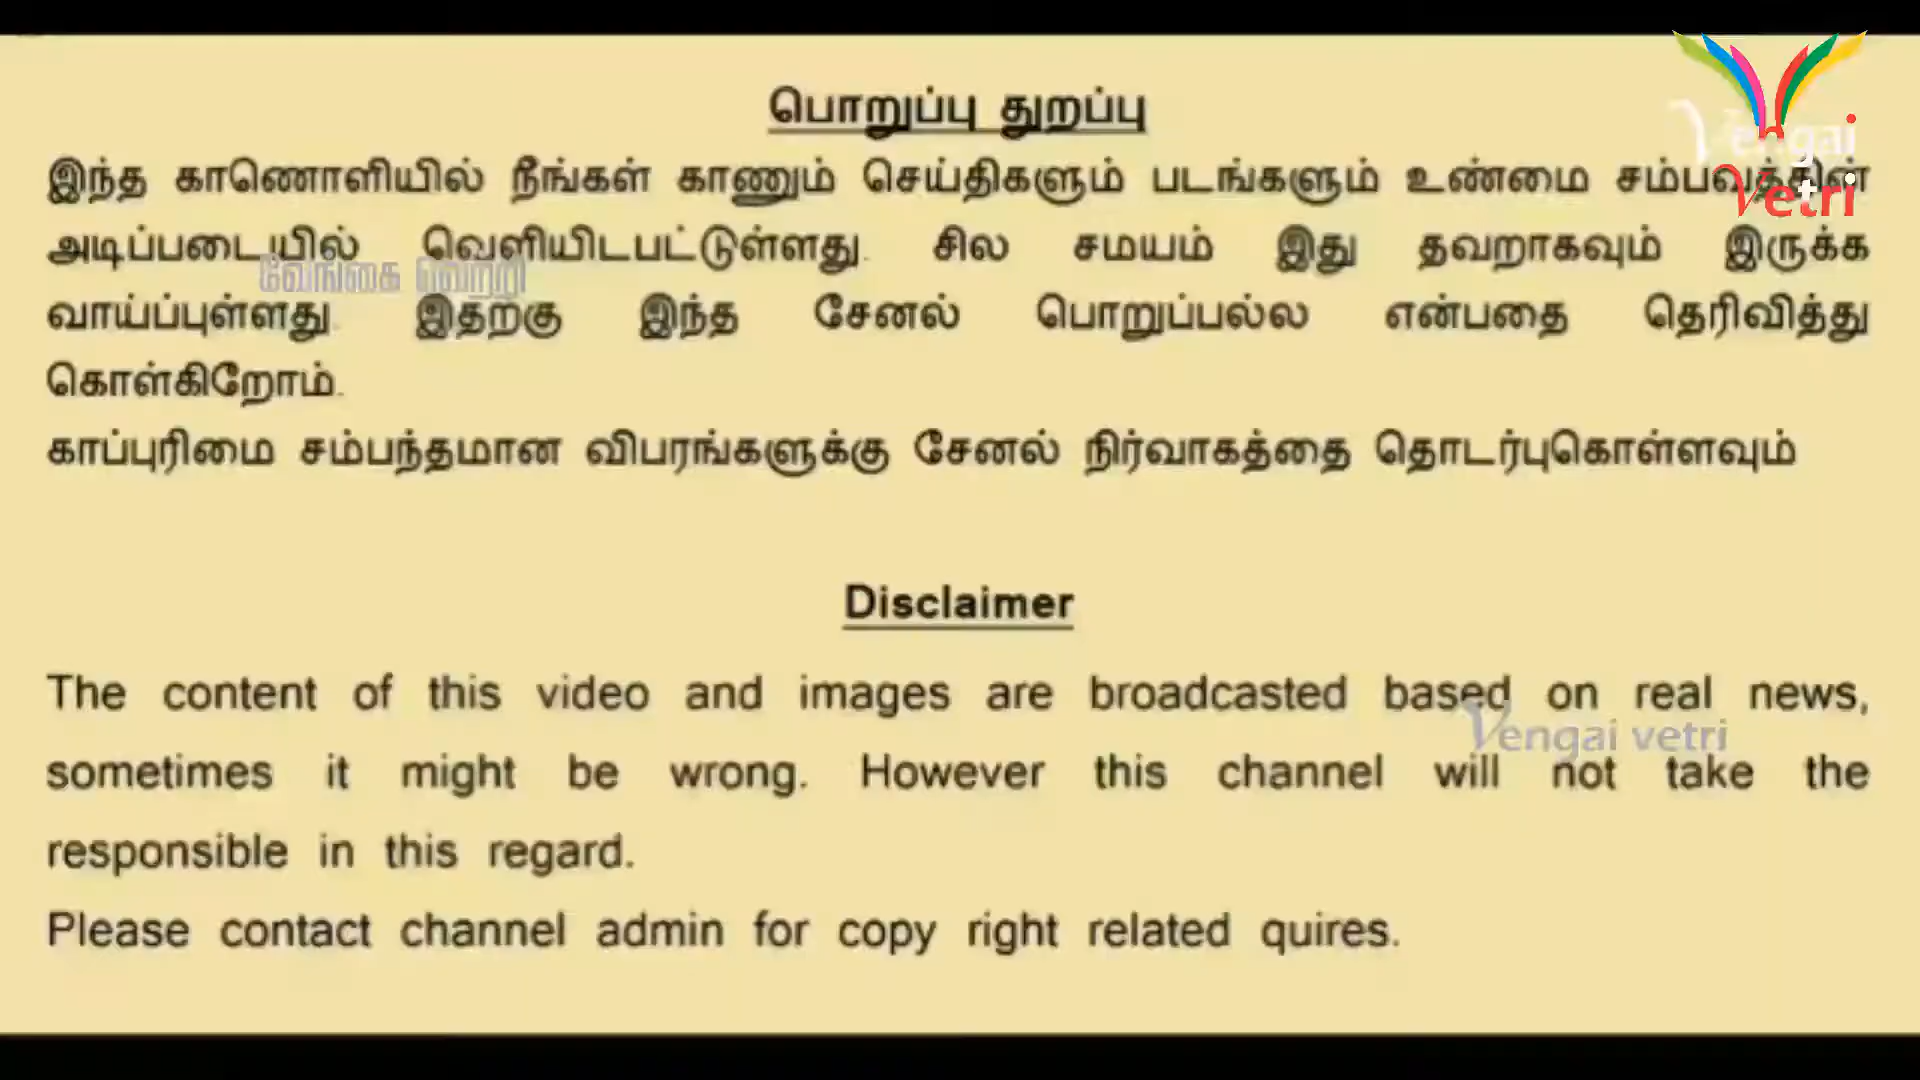 பொறுப்பு துறப்பு
இந்த காணொளியில் நீங்கள் காணும் செய்திகளும் படங்களும் உண்மை சம்பவத்தின்
அடிப்படையில் வெளியிடபட்டுள்ளது. சில சமயம் இது தவறாகவும் இருக்க
வாய்ப்புள்ளது. இதற்கு இந்த சேனல் பொறுப்பல்ல என்பதை தெரிவித்து
கொள்கிறோம்.
காப்புரிமை சம்பந்தமான விபரங்களுக்கு சேனல் நிர்வாகத்தை தொடர்புகொள்ளவும்
Vengai
Vetri
வேங்கை வெற்றி
Disclaimer
The content of this video and images are broadcasted based on real news,
Vengai vetri
sometimes it might be wrong. However this channel will not take the
responsible in this regard.
Please contact channel admin for copy right related quires.